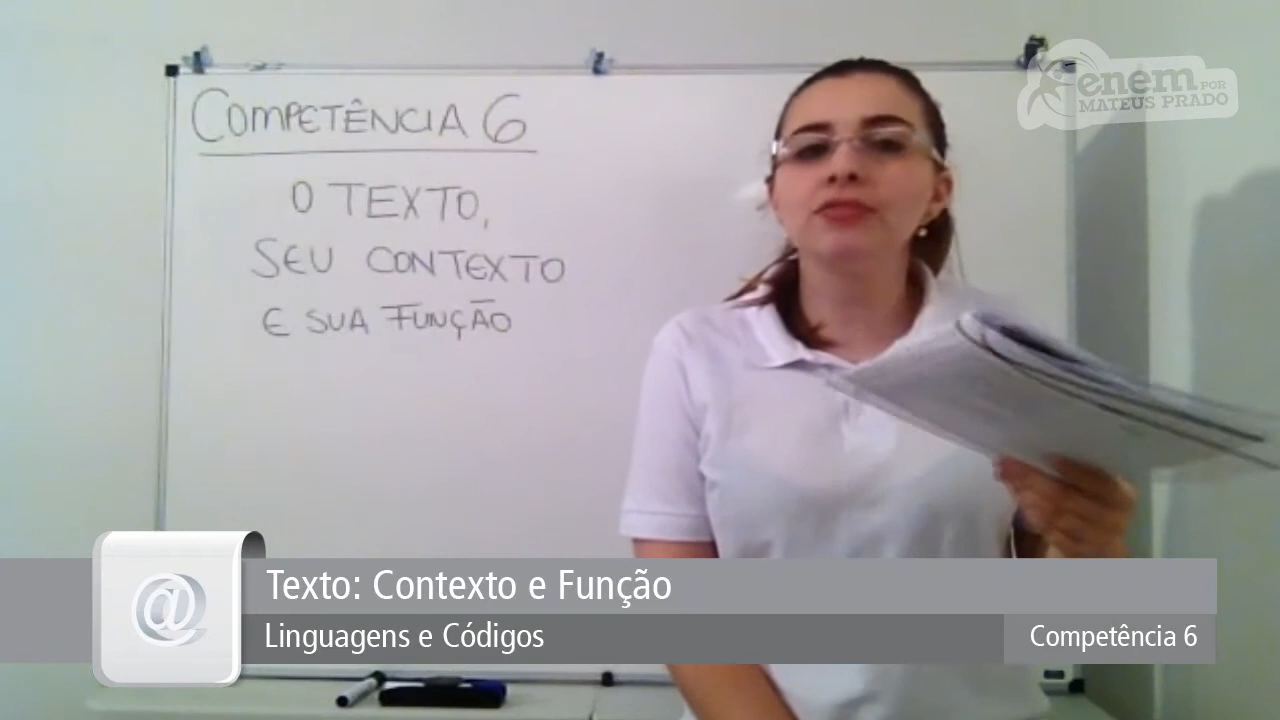 COMPETÊNCIA 6
O TEXTO,
SEU CONTEXTO
E SUA FUNÇÃO
enem POR
MATEUS PRADO
@
Texto: Contexto e Função
Linguagens e Códigos
Competência 6